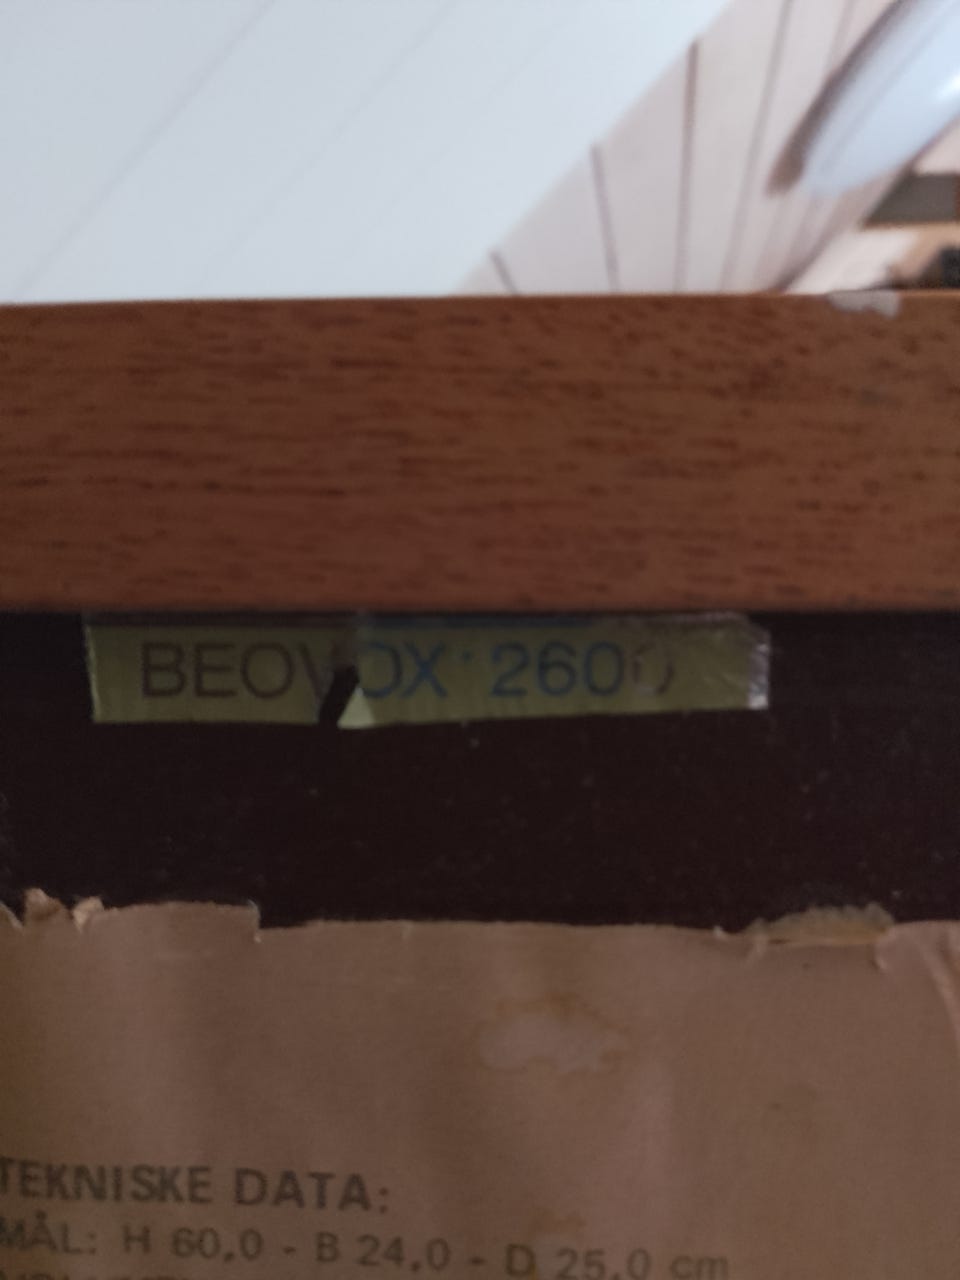 BEOVOX 2600
TEKNISKE DATA:
MÅL: H 60,0 - B 24,0 - D 25,0 cm